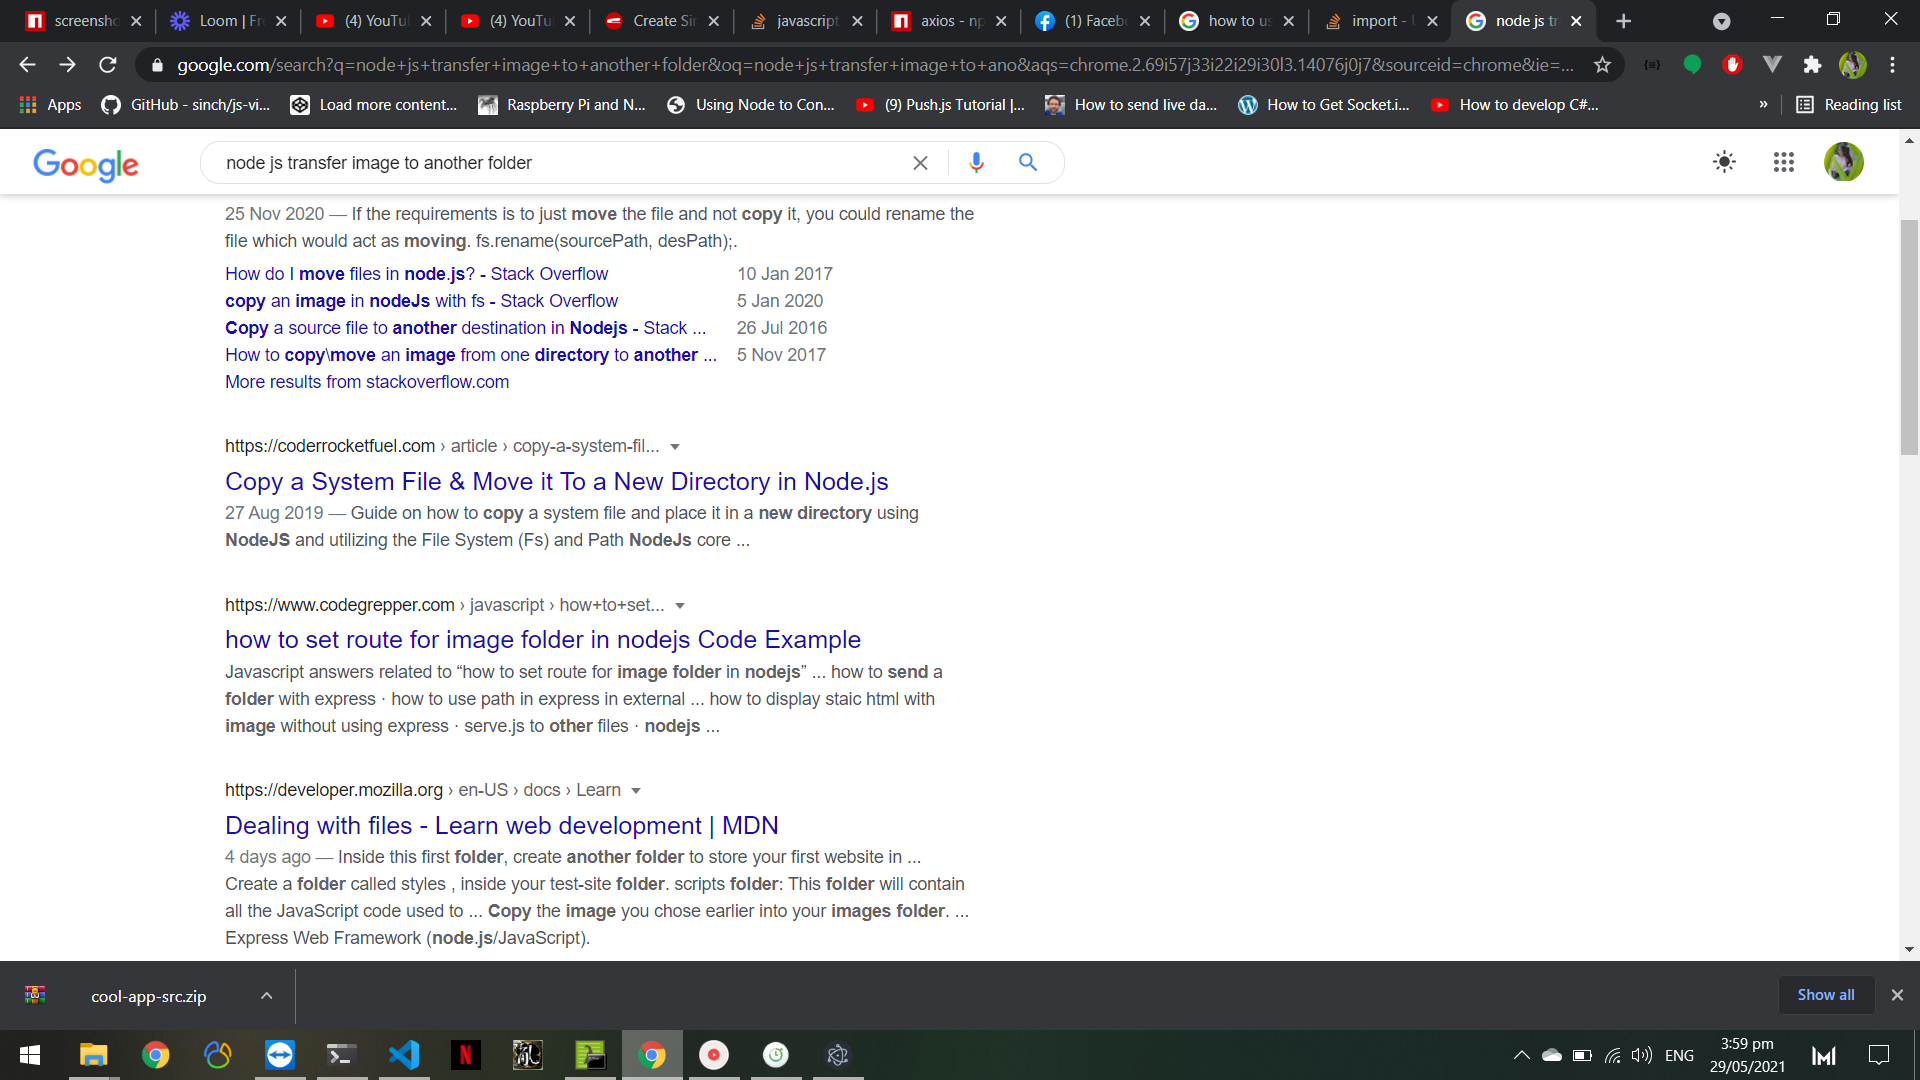 screensho
Loom | Fr
(4) YouTu
(4) YouTu
Create Sir
javascript
axios - np
(1) Faceb
how to us
import - U
node js tr
google.com/search?q=node+js+transfer+image+to+another+folder&oq=node+js+transfer+image+to+ano&aqs=chrome.2.69i57j33i22i29i30l3.14076j0j7&sourceid=chrome&ie=...
Apps
GitHub - sinch/js-vi...
Load more content...
Raspberry Pi and N...
Using Node to Con...
(9) Push.js Tutorial |...
How to send live da...
How to Get Socket.i...
How to develop C#...
»
Reading list
Google
node js transfer image to another folder
25 Nov 2020 — If the requirements is to just move the file and not copy it, you could rename the
file which would act as moving. fs.rename(sourcePath, desPath);.
How do I move files in node.js? - Stack Overflow 10 Jan 2017
copy an image in nodeJs with fs - Stack Overflow 5 Jan 2020
Copy a source file to another destination in Nodejs - Stack ... 26 Jul 2016
How to copy\move an image from one directory to another ... 5 Nov 2017
More results from stackoverflow.com
https://coderrocketfuel.com › article › copy-a-system-fil...
Copy a System File & Move it To a New Directory in Node.js
27 Aug 2019 — Guide on how to copy a system file and place it in a new directory using
NodeJS and utilizing the File System (Fs) and Path NodeJs core ...
https://www.codegrepper.com › javascript › how+to+set...
how to set route for image folder in nodejs Code Example
Javascript answers related to “how to set route for image folder in nodejs” ... how to send a
folder with express · how to use path in express in external ... how to display staic html with
image without using express · serve.js to other files · nodejs ...
https://developer.mozilla.org › en-US › docs › Learn
Dealing with files - Learn web development | MDN
4 days ago — Inside this first folder, create another folder to store your first website in ...
Create a folder called styles , inside your test-site folder. scripts folder: This folder will contain
all the JavaScript code used to ... Copy the image you chose earlier into your images folder. ...
Express Web Framework (node.js/JavaScript).
cool-app-src.zip
Show all
ENG
3:59 pm
29/05/2021